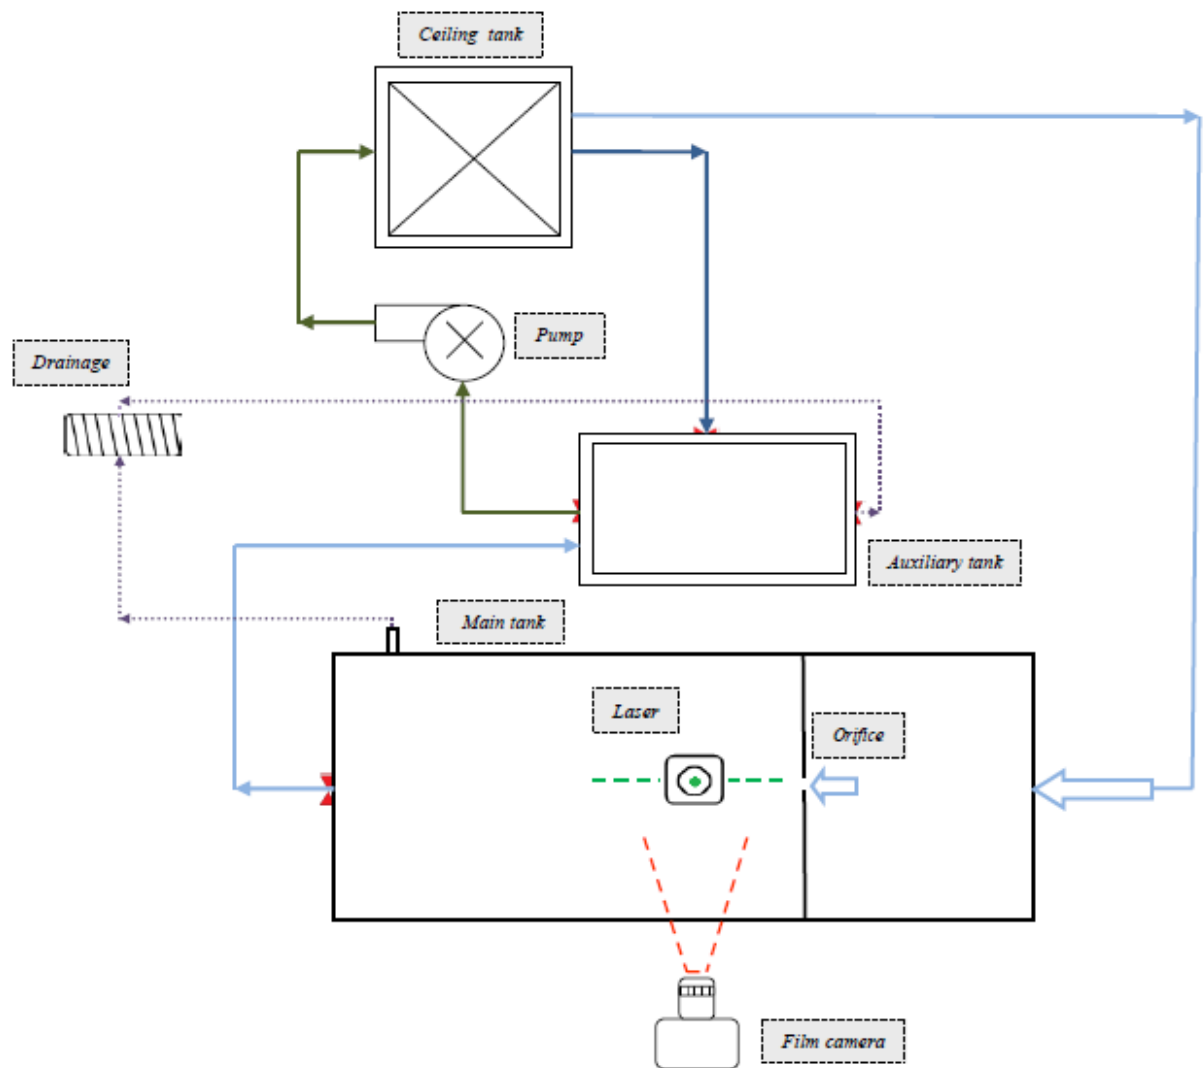 Ceiling tank
Pump
Drainage
Auxiliary tank
Main tank
Laser
Orifice
Film camera